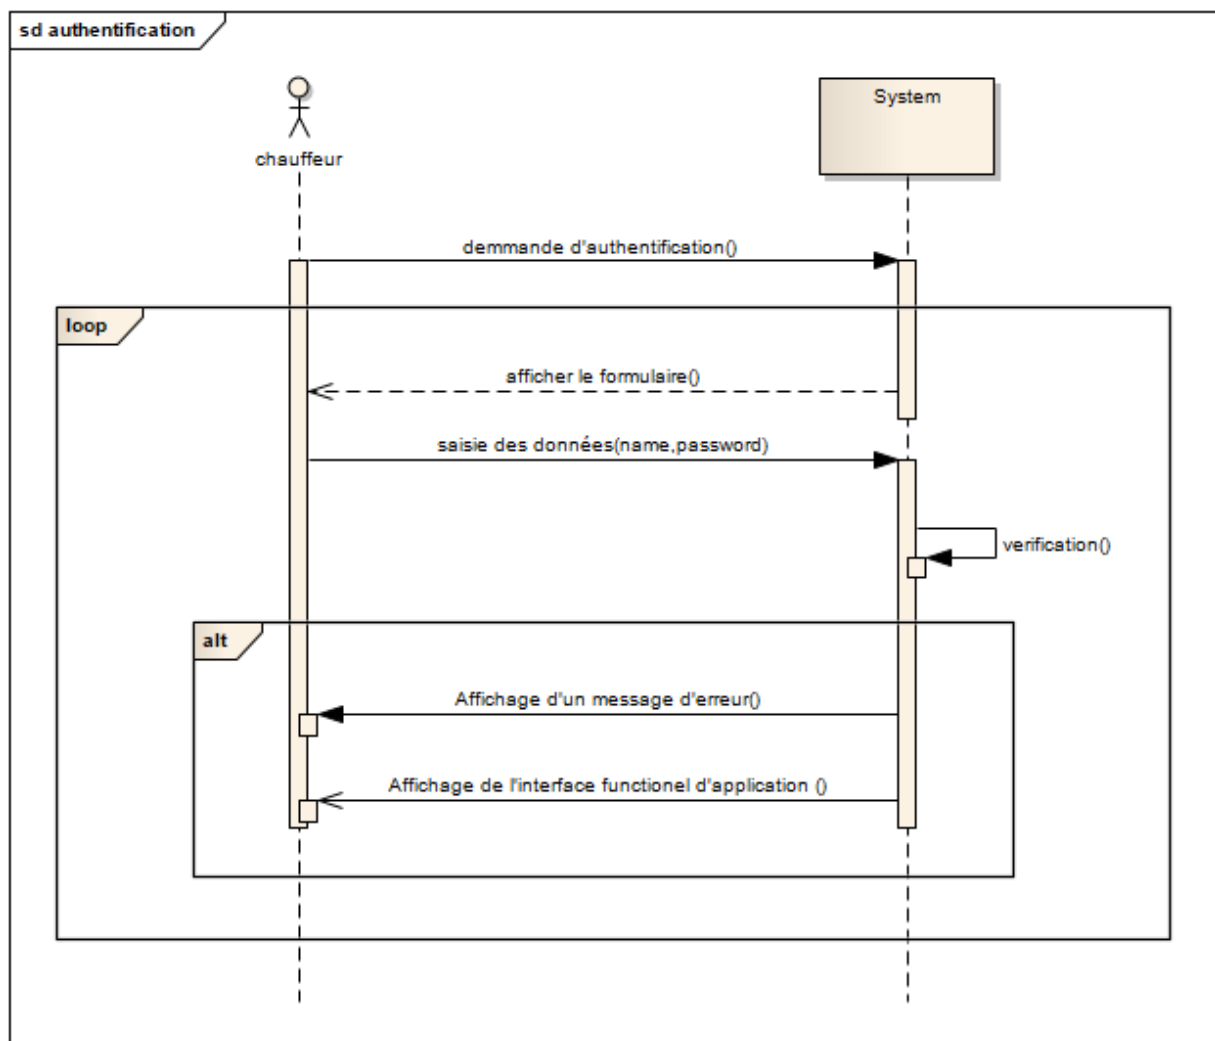 sd authentification
System
chauffeur
demmande d'authentification()
loop
afficher le formulaire()
saisie des données(name,password)
verification()
alt
Affichage d'un message d'erreur()
Affichage de l'interface functionel d'application ()